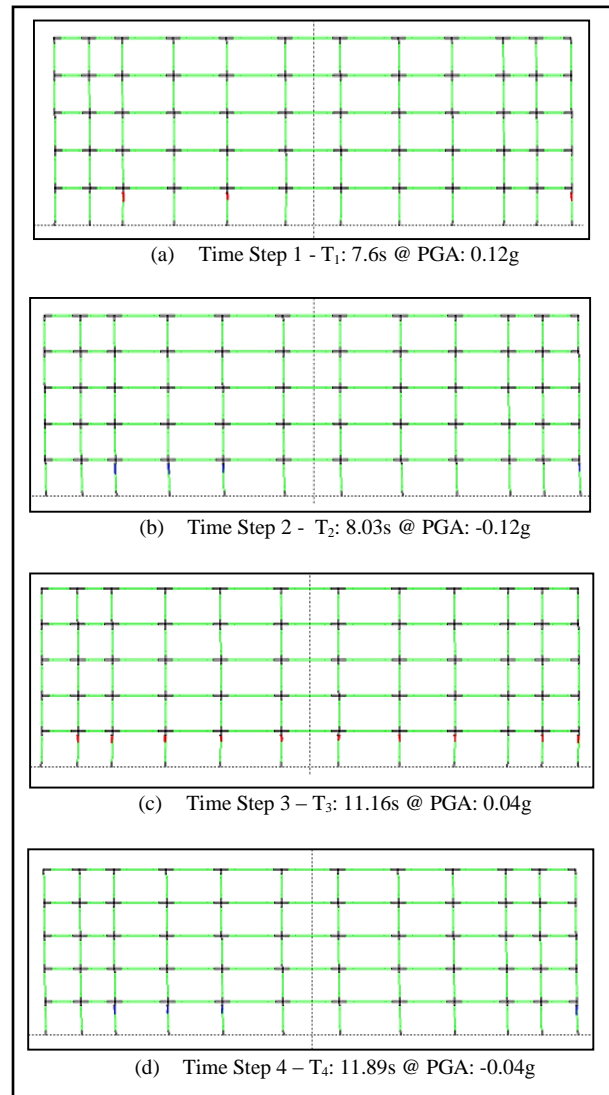 (a) Time Step 1 - T₁: 7.6s @ PGA: 0.12g
(b) Time Step 2 - T₂: 8.03s @ PGA: -0.12g
(c) Time Step 3 – T₃: 11.16s @ PGA: 0.04g
(d) Time Step 4 – T₄: 11.89s @ PGA: -0.04g